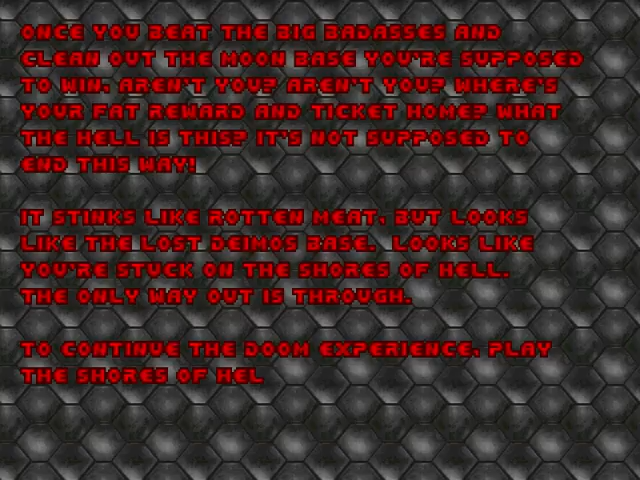 ONCE YOU BEAT THE BIG BADASSES AND
CLEAN OUT THE MOON BASE YOU'RE SUPPOSED
TO WIN, AREN'T YOU? AREN'T YOU? WHERE'S
YOUR FAT REWARD AND TICKET HOME? WHAT
THE HELL IS THIS? IT'S NOT SUPPOSED TO
END THIS WAY!

IT STINKS LIKE ROTTEN MEAT, BUT LOOKS
LIKE THE LOST DEIMOS BASE.  LOOKS LIKE
YOU'RE STUCK ON THE SHORES OF HELL.
THE ONLY WAY OUT IS THROUGH.

TO CONTINUE THE DOOM EXPERIENCE, PLAY
THE SHORES OF HEL